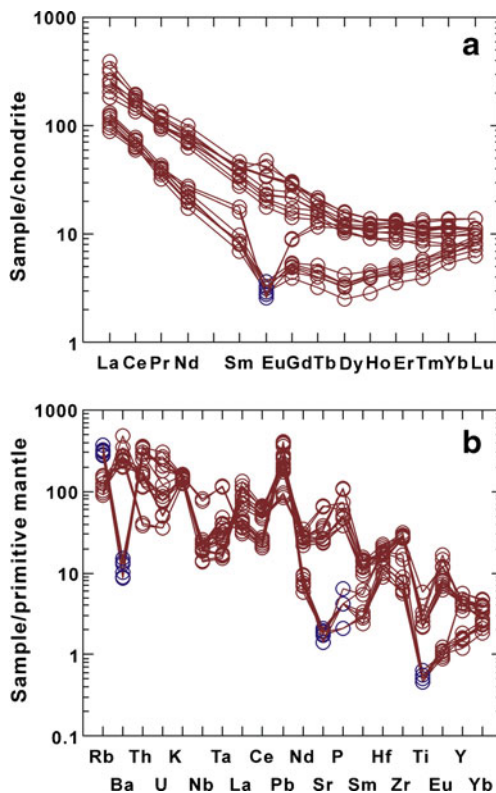 a
1000
100
10
1
Sample/chondrite
La Ce Pr Nd Sm Eu Gd Tb Dy Ho Er Tm Yb Lu
b
1000
100
10
1
0.1
Sample/primitive mantle
Rb Th K Ta Ce Nd P Hf Ti Y
Ba U Nb La Pb Sr Sm Zr Eu Yb